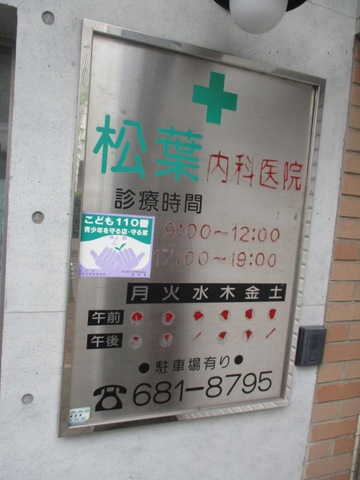 松葉内科医院
診療時間
9:00~12:00
17:00~19:00
こども110番
青少年を守る店・守る家
月火水木金土
午前
午後
●駐車場有り●
☎681-8795